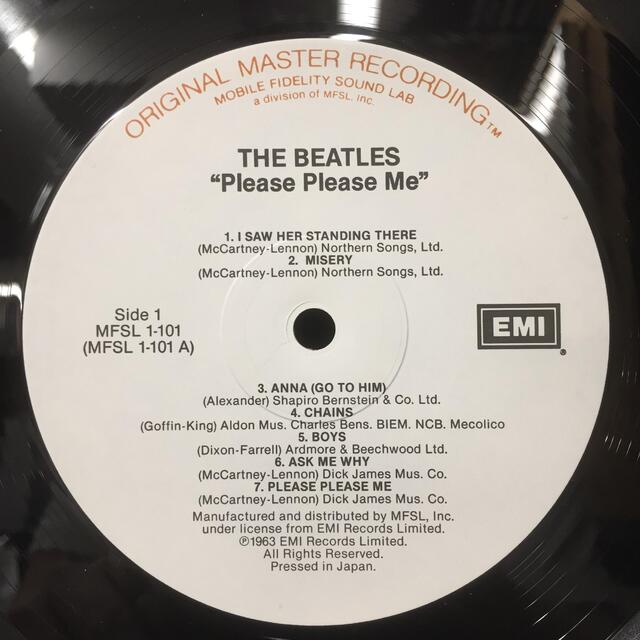 ORIGINAL MASTER RECORDING™
MOBILE FIDELITY SOUND LAB
a division of MFSL, Inc.
THE BEATLES
“Please Please Me”
1. I SAW HER STANDING THERE
(McCartney-Lennon) Northern Songs, Ltd.
2. MISERY
(McCartney-Lennon) Northern Songs, Ltd.
Side 1
MFSL 1-101
(MFSL 1-101 A)
EMI®
3. ANNA (GO TO HIM)
(Alexander) Shapiro Bernstein & Co. Ltd.
4. CHAINS
(Goffin-King) Aldon Mus. Charles Bens. BIEM. NCB. Mecolico
5. BOYS
(Dixon-Farrell) Ardmore & Beechwood Ltd.
6. ASK ME WHY
(McCartney-Lennon) Dick James Mus. Co.
7. PLEASE PLEASE ME
(McCartney-Lennon) Dick James Mus. Co.
Manufactured and distributed by MFSL, Inc.
under license from EMI Records Limited.
℗1963 EMI Records Limited.
All Rights Reserved.
Pressed in Japan.